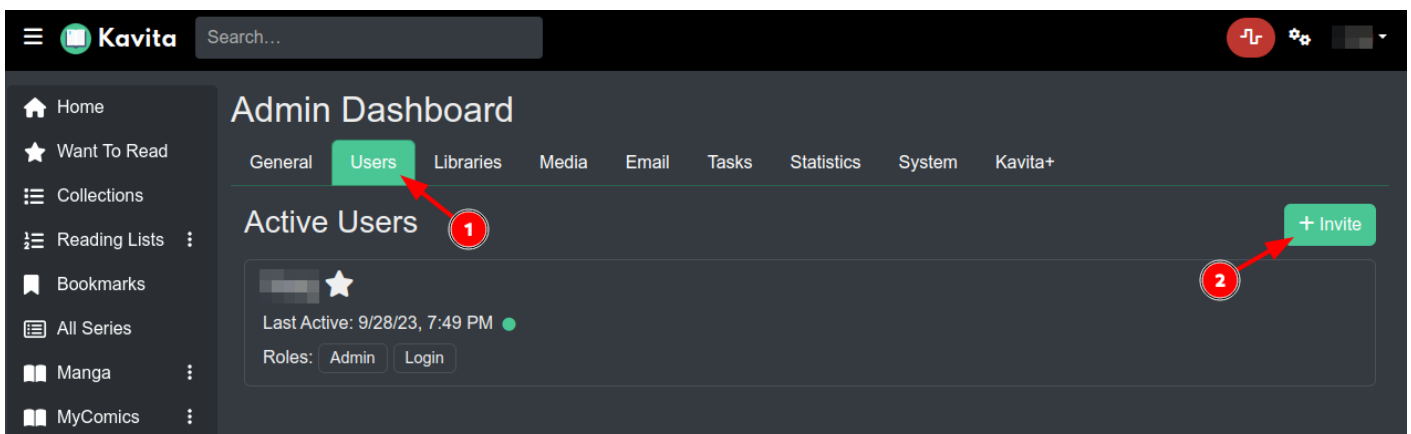 Kavita
Search...
Home
Want To Read
Collections
Reading Lists
Bookmarks
All Series
Manga
MyComics
Admin Dashboard
General Users Libraries Media Email Tasks Statistics System Kavita+
Active Users
1
+ Invite
2
Last Active: 9/28/23, 7:49 PM
Roles: Admin Login